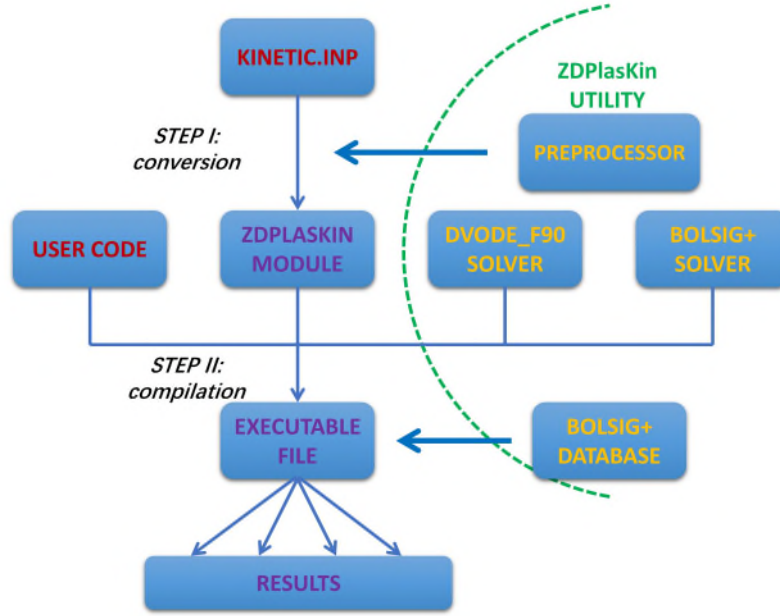 KINETIC.INP
ZDPlasKin
UTILITY
STEP I:
conversion
PREPROCESSOR
USER CODE
ZDPLASKIN
MODULE
DVODE_F90
SOLVER
BOLSIG+
SOLVER
STEP II:
compilation
EXECUTABLE
FILE
BOLSIG+
DATABASE
RESULTS